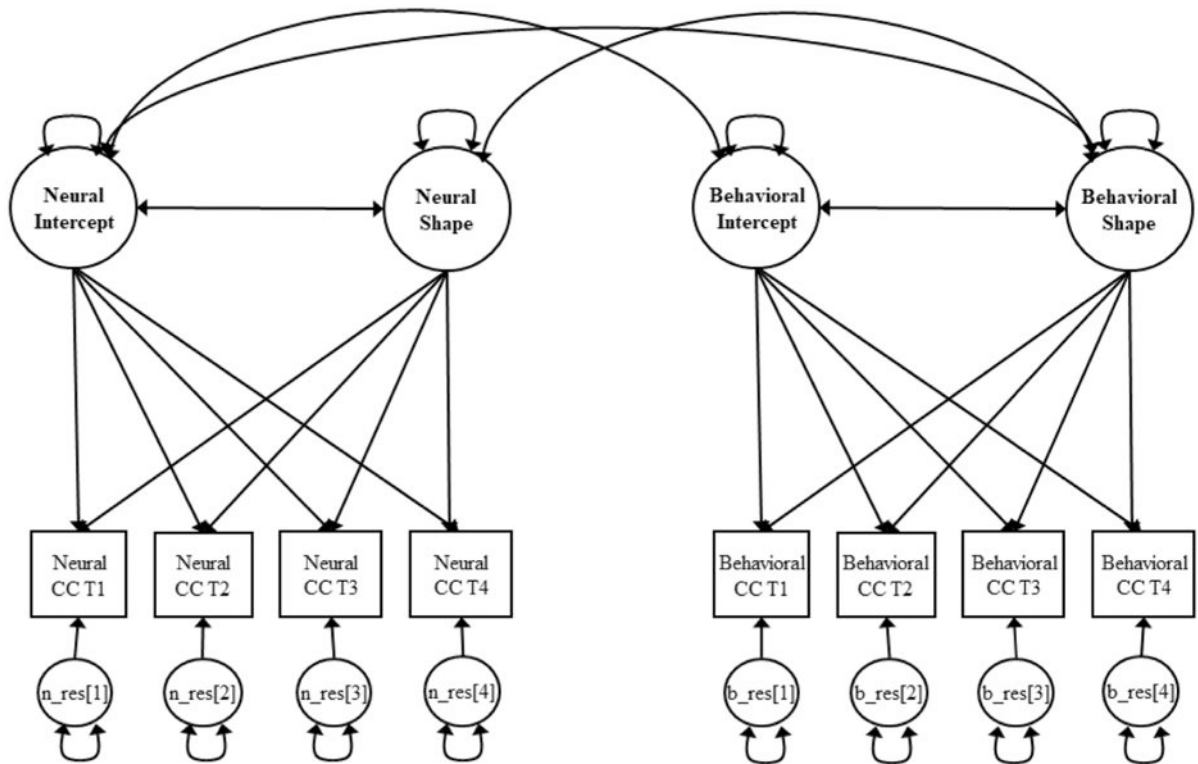 Neural
Intercept
Neural
Shape
Behavioral
Intercept
Behavioral
Shape
Neural
CC T1
Neural
CC T2
Neural
CC T3
Neural
CC T4
Behavioral
CC T1
Behavioral
CC T2
Behavioral
CC T3
Behavioral
CC T4
n_res[1]
n_res[2]
n_res[3]
n_res[4]
b_res[1]
b_res[2]
b_res[3]
b_res[4]